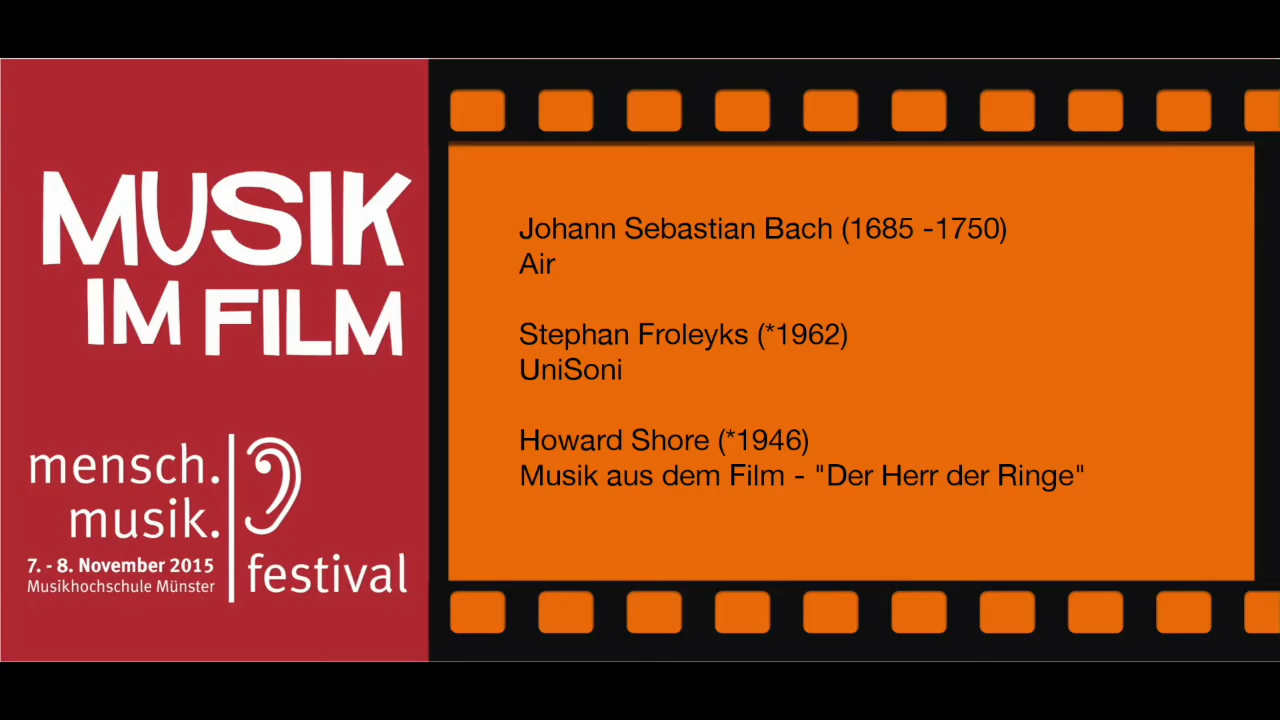 MUSIK
IM FILM
mensch.
musik.
7. - 8. November 2015
Musikhochschule Münster
festival
Johann Sebastian Bach (1685 -1750)
Air
Stephan Froleyks (*1962)
UniSoni
Howard Shore (*1946)
Musik aus dem Film - "Der Herr der Ringe"